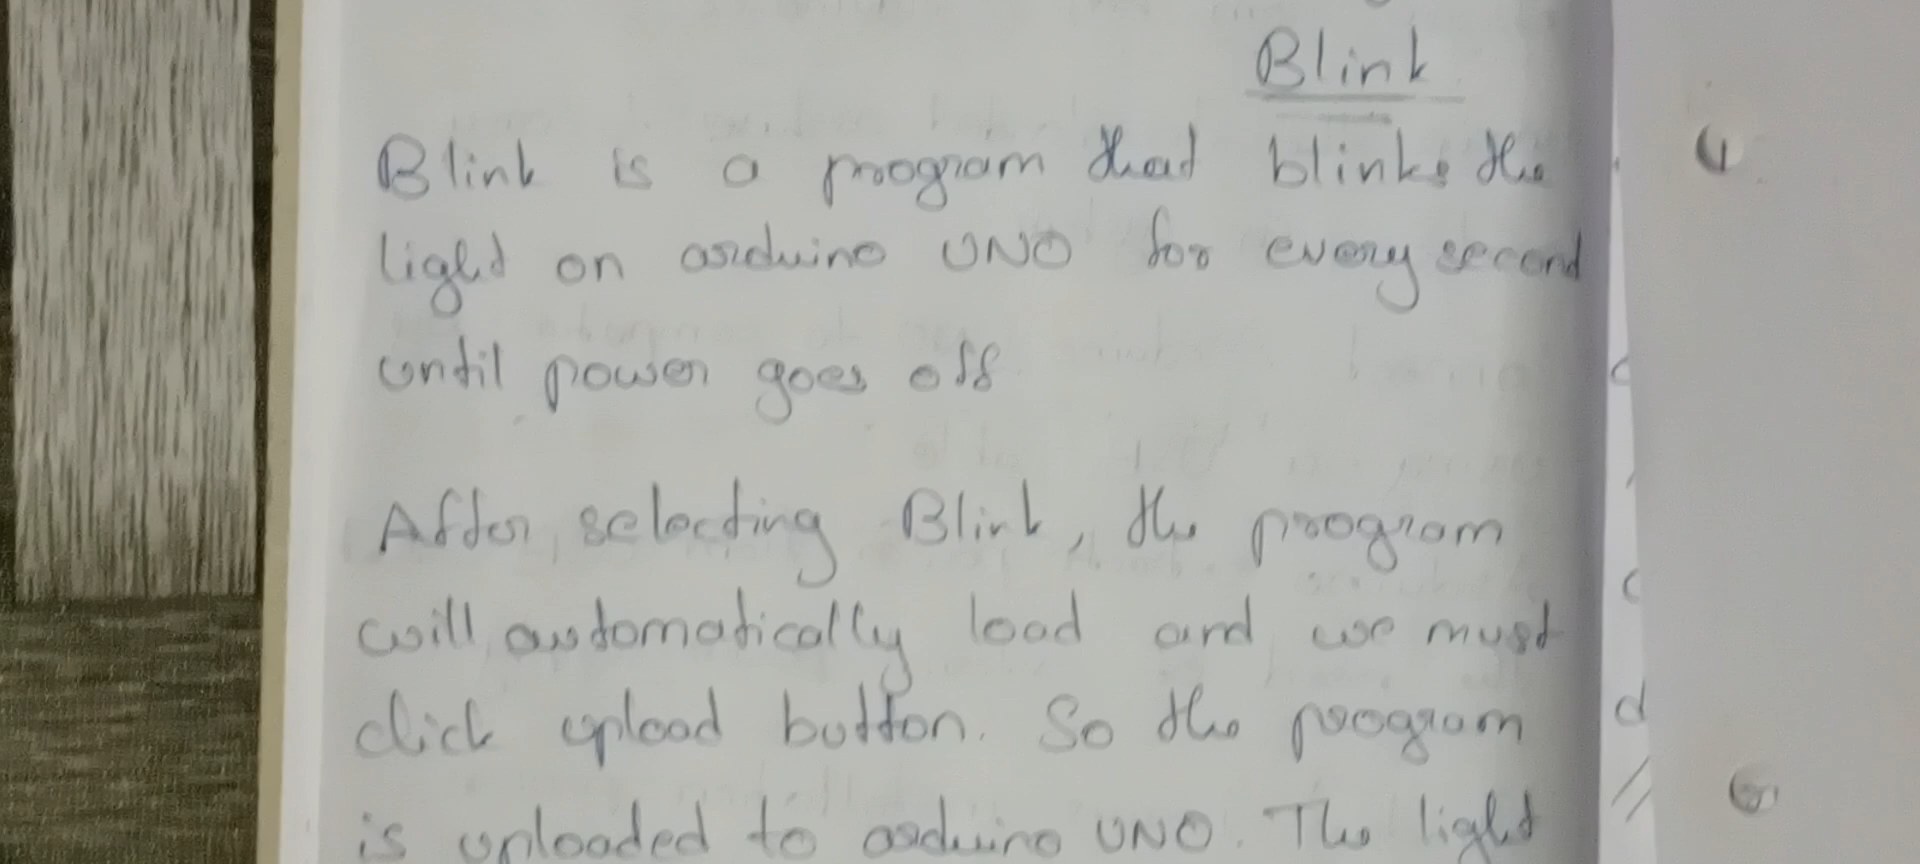 Blink
Blink is a program that blinks the
light on arduino UNO for every second
until power goes off
After selecting Blink, the program
will automatically load and we must
click upload button. So the program
is uploaded to arduino UNO. The light